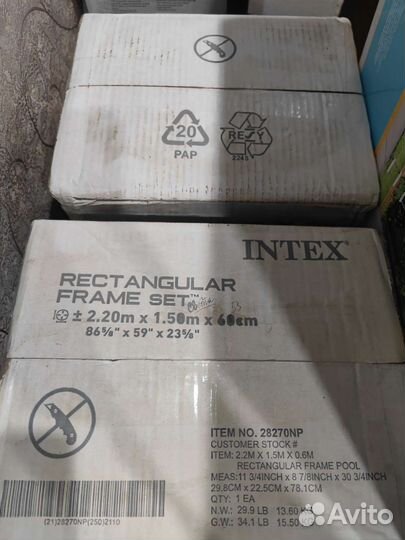 20
PAP
RESY
2245
INTEX
RECTANGULAR
FRAME SET™
± 2.20m x 1.50m x 60cm
86⅝" x 59" x 23⅝"
ITEM NO. 28270NP
CUSTOMER STOCK #
ITEM: 2.2M X 1.5M X 0.6M
RECTANGULAR FRAME POOL
MEAS:11 3/4INCH X 8 7/8INCH X 30 3/4INCH
29.8CM X 22.5CM X 78.1CM
QTY: 1 EA
N.W.: 29.9 LB 13.60 KG
G.W.: 34.1 LB 15.50 KG
(21)28270NP(250)2110
Avito